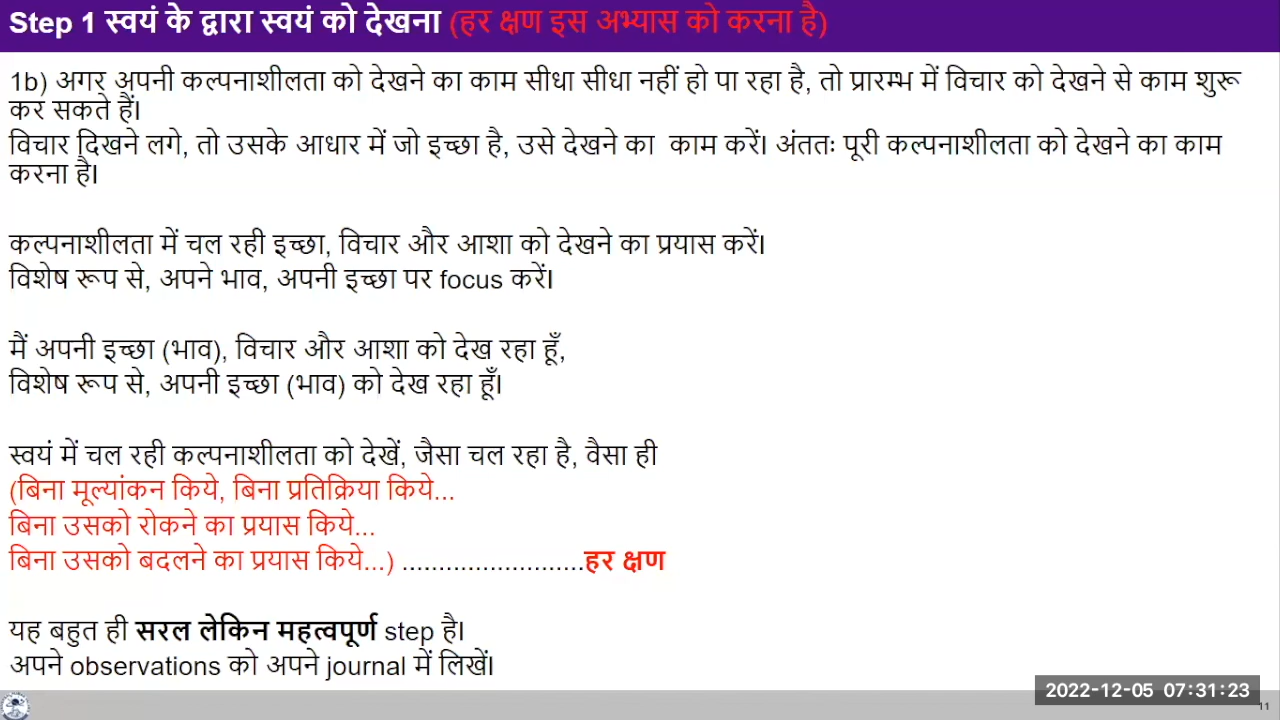 Step 1 स्वयं के द्वारा स्वयं को देखना (हर क्षण इस अभ्यास को करना है)
1b) अगर अपनी कल्पनाशीलता को देखने का काम सीधा सीधा नहीं हो पा रहा है, तो प्रारम्भ में विचार को देखने से काम शुरू
कर सकते हैं।
विचार दिखने लगे, तो उसके आधार में जो इच्छा है, उसे देखने का काम करें। अंततः पूरी कल्पनाशीलता को देखने का काम
करना है।
कल्पनाशीलता में चल रही इच्छा, विचार और आशा को देखने का प्रयास करें।
विशेष रूप से, अपने भाव, अपनी इच्छा पर focus करें।
मैं अपनी इच्छा (भाव), विचार और आशा को देख रहा हूँ,
विशेष रूप से, अपनी इच्छा (भाव) को देख रहा हूँ।
स्वयं में चल रही कल्पनाशीलता को देखें, जैसा चल रहा है, वैसा ही
(बिना मूल्यांकन किये, बिना प्रतिक्रिया किये...
बिना उसको रोकने का प्रयास किये...
बिना उसको बदलने का प्रयास किये...) .........................हर क्षण
यह बहुत ही सरल लेकिन महत्वपूर्ण step है।
अपने observations को अपने journal में लिखें।
2022-12-05 07:31:23
11